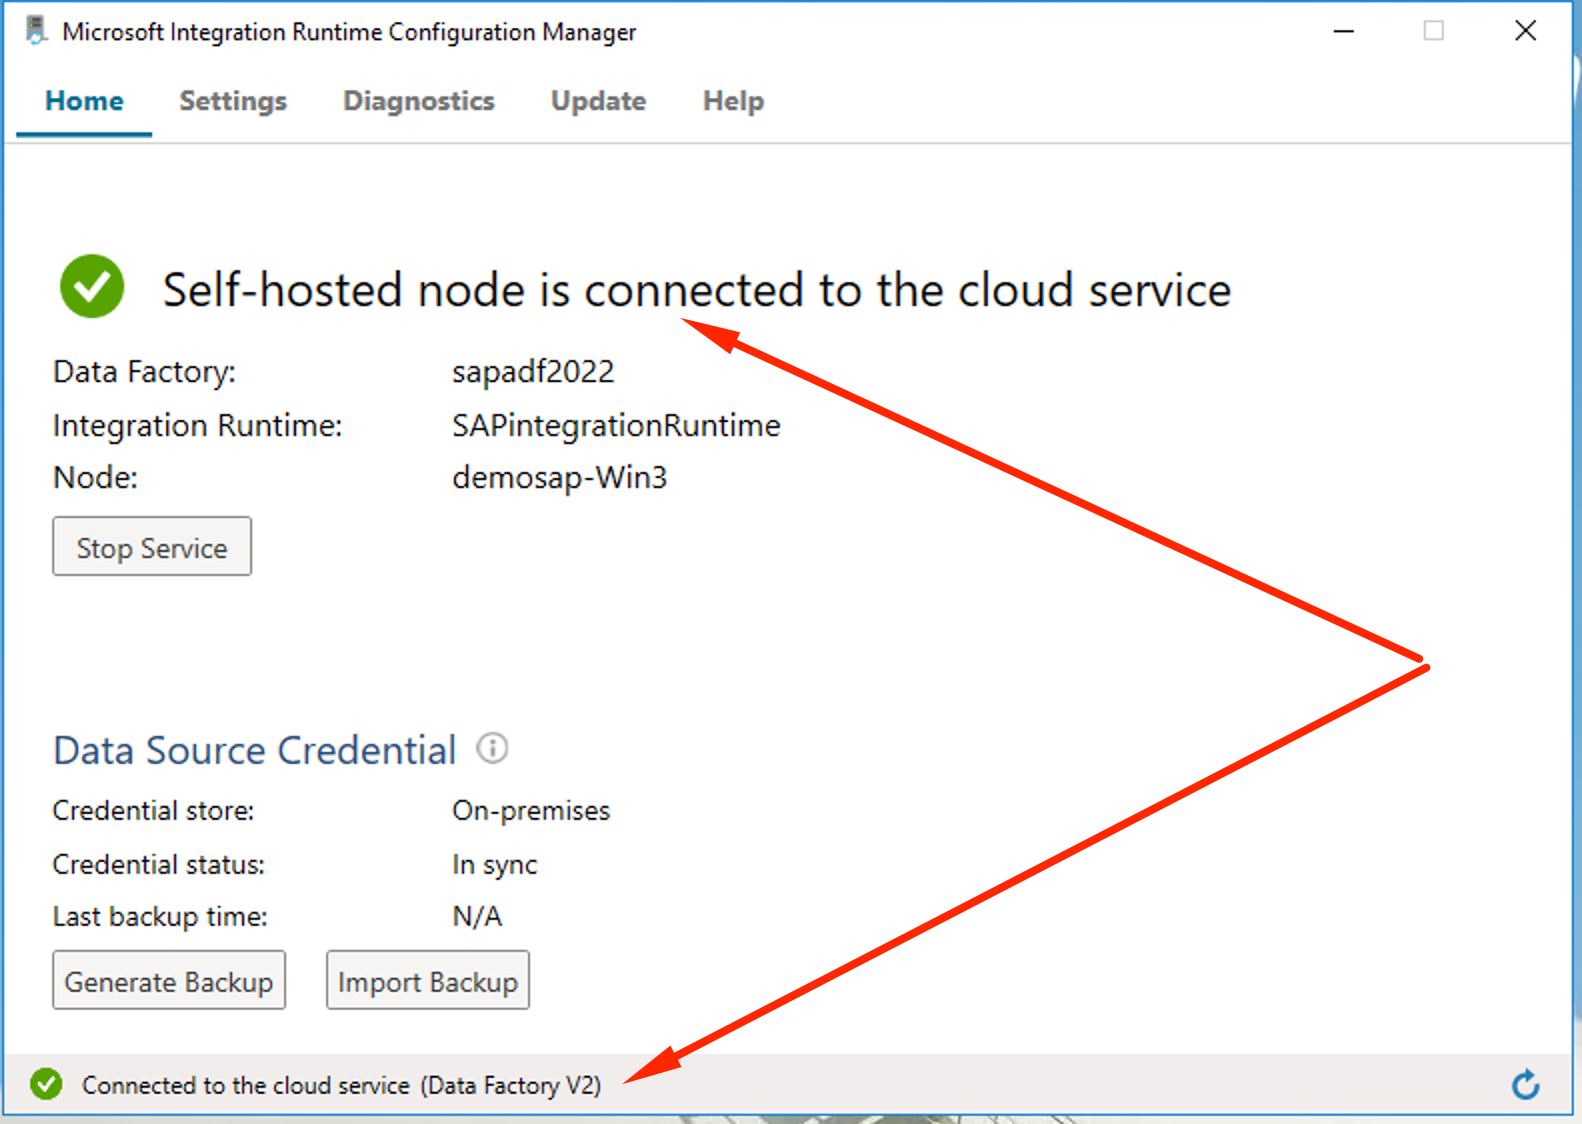 Microsoft Integration Runtime Configuration Manager
Home Settings Diagnostics Update Help
Self-hosted node is connected to the cloud service
Data Factory: sapadf2022
Integration Runtime: SAPintegrationRuntime
Node: demosap-Win3
Stop Service
Data Source Credential
Credential store: On-premises
Credential status: In sync
Last backup time: N/A
Generate Backup Import Backup
Connected to the cloud service (Data Factory V2)